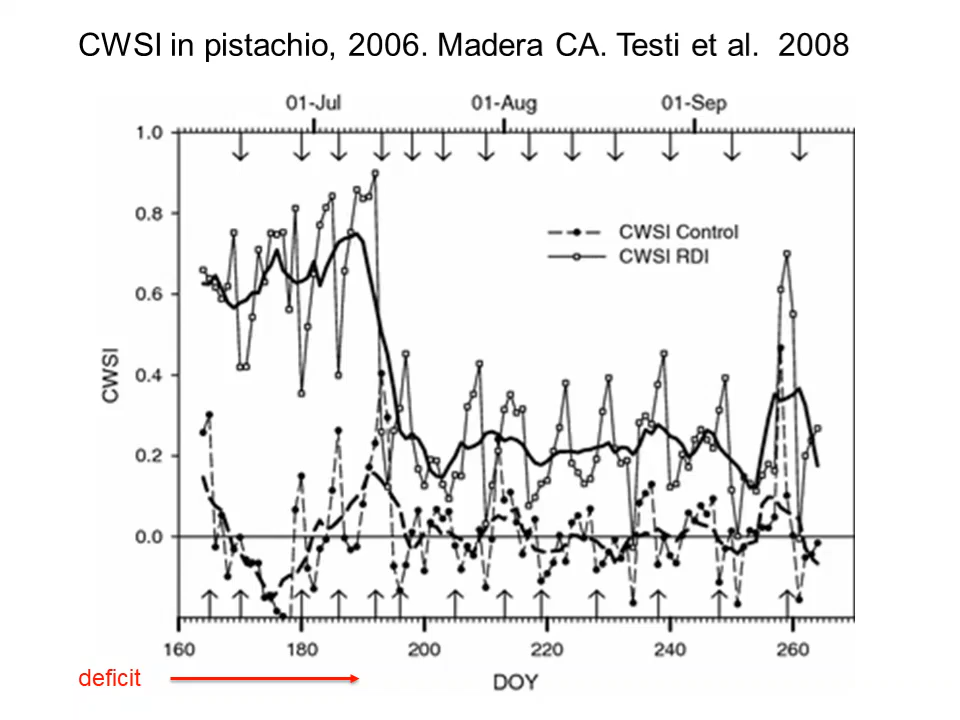 CWSI in pistachio, 2006. Madera CA. Testi et al.  2008
01-Jul 01-Aug 01-Sep
1.0
0.8
CWSI Control
CWSI RDI
0.6
CWSI
0.4
0.2
0.0
160 180 200 220 240 260
deficit
DOY